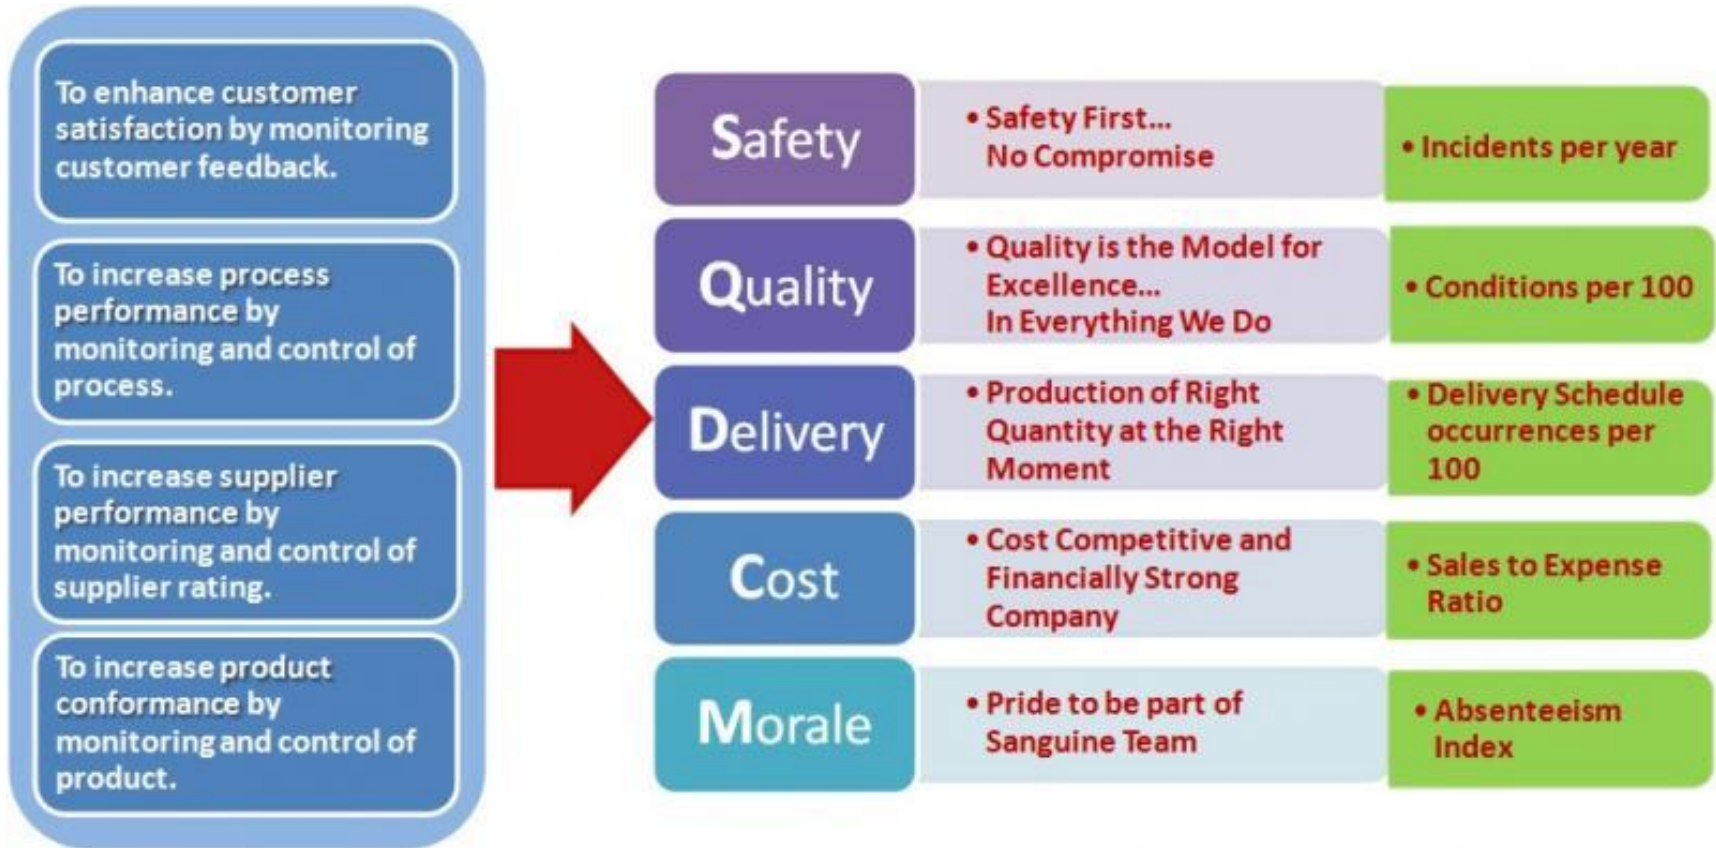 To enhance customer
satisfaction by monitoring
customer feedback.
To increase process
performance by
monitoring and control of
process.
To increase supplier
performance by
monitoring and control of
supplier rating.
To increase product
conformance by
monitoring and control of
product.
Safety
• Safety First...
No Compromise
• Incidents per year
Quality
• Quality is the Model for
Excellence...
In Everything We Do
• Conditions per 100
Delivery
• Production of Right
Quantity at the Right
Moment
• Delivery Schedule
occurrences per
100
Cost
• Cost Competitive and
Financially Strong
Company
• Sales to Expense
Ratio
Morale
• Pride to be part of
Sanguine Team
• Absenteeism
Index